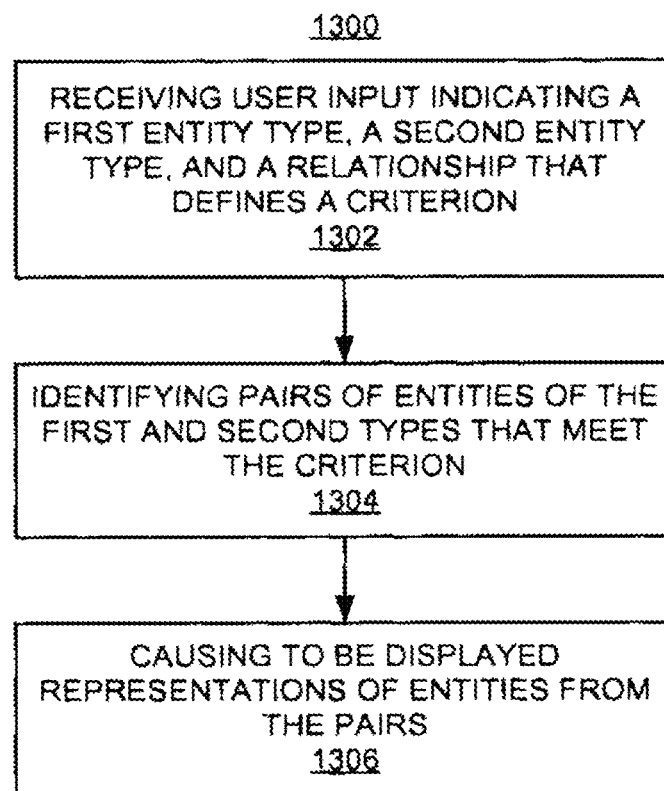 1300
RECEIVING USER INPUT INDICATING A
FIRST ENTITY TYPE, A SECOND ENTITY
TYPE, AND A RELATIONSHIP THAT
DEFINES A CRITERION
1302
IDENTIFYING PAIRS OF ENTITIES OF THE
FIRST AND SECOND TYPES THAT MEET
THE CRITERION
1304
CAUSING TO BE DISPLAYED
REPRESENTATIONS OF ENTITIES FROM
THE PAIRS
1306